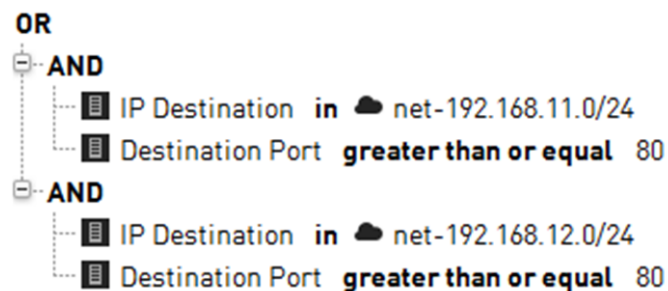 OR
AND
IP Destination in net-192.168.11.0/24
Destination Port greater than or equal 80
AND
IP Destination in net-192.168.12.0/24
Destination Port greater than or equal 80